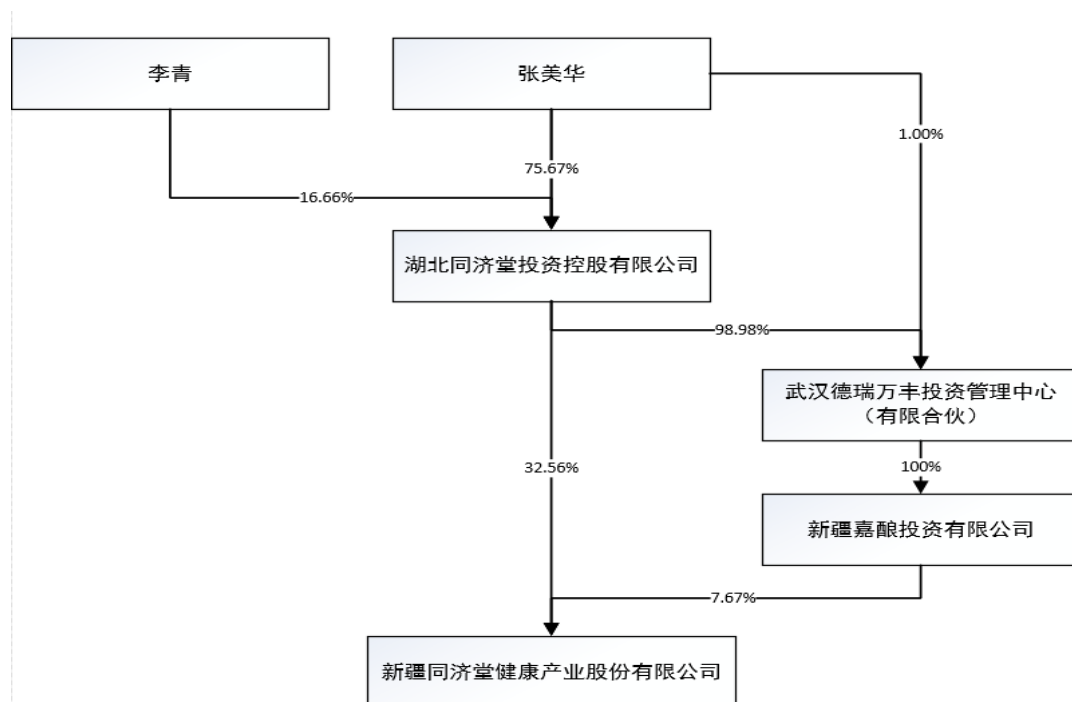 李青
张美华
1.00%
75.67%
16.66%
湖北同济堂投资控股有限公司
98.98%
武汉德瑞万丰投资管理中心
（有限合伙）
32.56%
100%
新疆嘉酿投资有限公司
7.67%
新疆同济堂健康产业股份有限公司